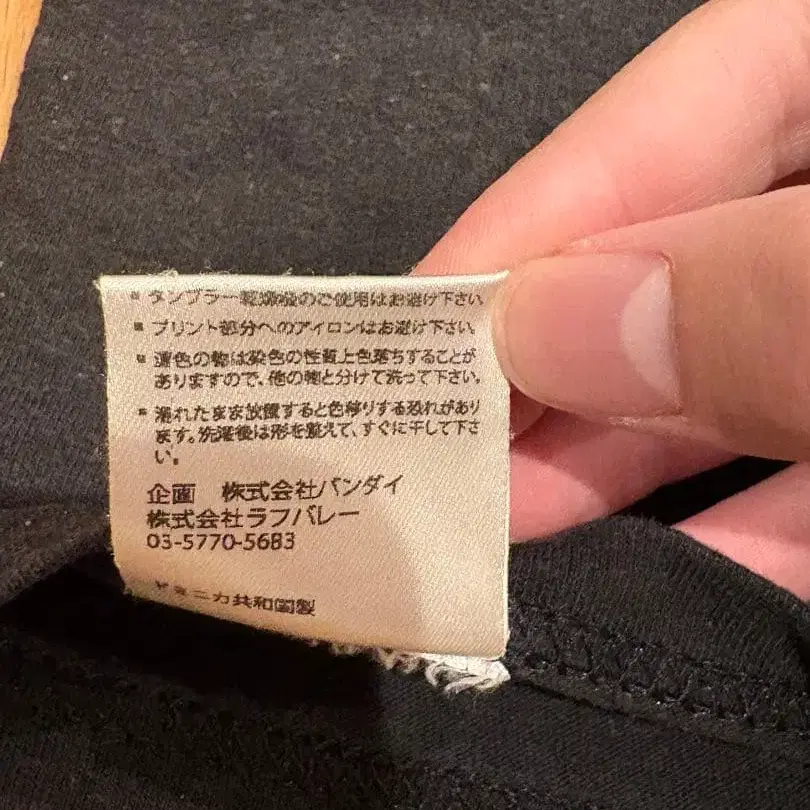 ■ タンブラー乾燥機のご使用はお避け下さい。
■ プリント部分へのアイロンはお避け下さい。
■ 濃色の物は染色の性質上色落ちすることが
ありますので、他の物と分けて洗って下さい。
■ 濡れたまま放置すると色移りする恐れがあり
ます。洗濯後は形を整えて、すぐに干して下さ
い。
企画 株式会社バンダイ
株式会社ラフバレー
03-5770-5683
ドミニカ共和国製